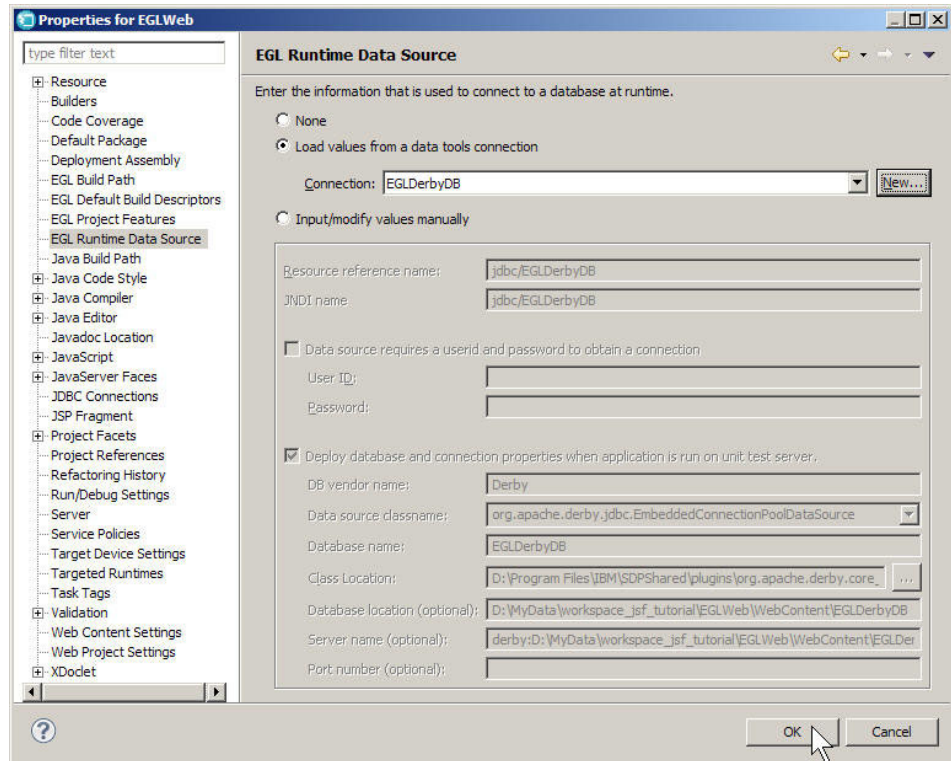 Properties for EGLWeb
type filter text
Resource
Builders
Code Coverage
Default Package
Deployment Assembly
EGL Build Path
EGL Default Build Descriptors
EGL Project Features
EGL Runtime Data Source
Java Build Path
Java Code Style
Java Compiler
Java Editor
Javadoc Location
JavaScript
JavaServer Faces
JDBC Connections
JSP Fragment
Project Facets
Project References
Refactoring History
Run/Debug Settings
Server
Service Policies
Target Device Settings
Targeted Runtimes
Task Tags
Validation
Web Content Settings
Web Project Settings
XDoclet
EGL Runtime Data Source
Enter the information that is used to connect to a database at runtime.
None
Load values from a data tools connection
Connection: EGLDerbyDB New...
Input/modify values manually
Resource reference name: jdbc/EGLDerbyDB
JNDI name jdbc/EGLDerbyDB
Data source requires a userid and password to obtain a connection
User ID:
Password:
Deploy database and connection properties when application is run on unit test server.
DB vendor name: Derby
Data source classname: org.apache.derby.jdbc.EmbeddedConnectionPoolDataSource
Database name: EGLDerbyDB
Class Location: D:\Program Files\IBM\SDPShared\plugins\org.apache.derby.core_ ...
Database location (optional): D:\MyData\workspace_jsf_tutorial\EGLWeb\WebContent\EGLDerbyDB
Server name (optional): derby:D:\MyData\workspace_jsf_tutorial\EGLWeb\WebContent\EGLDer
Port number (optional):
? OK Cancel